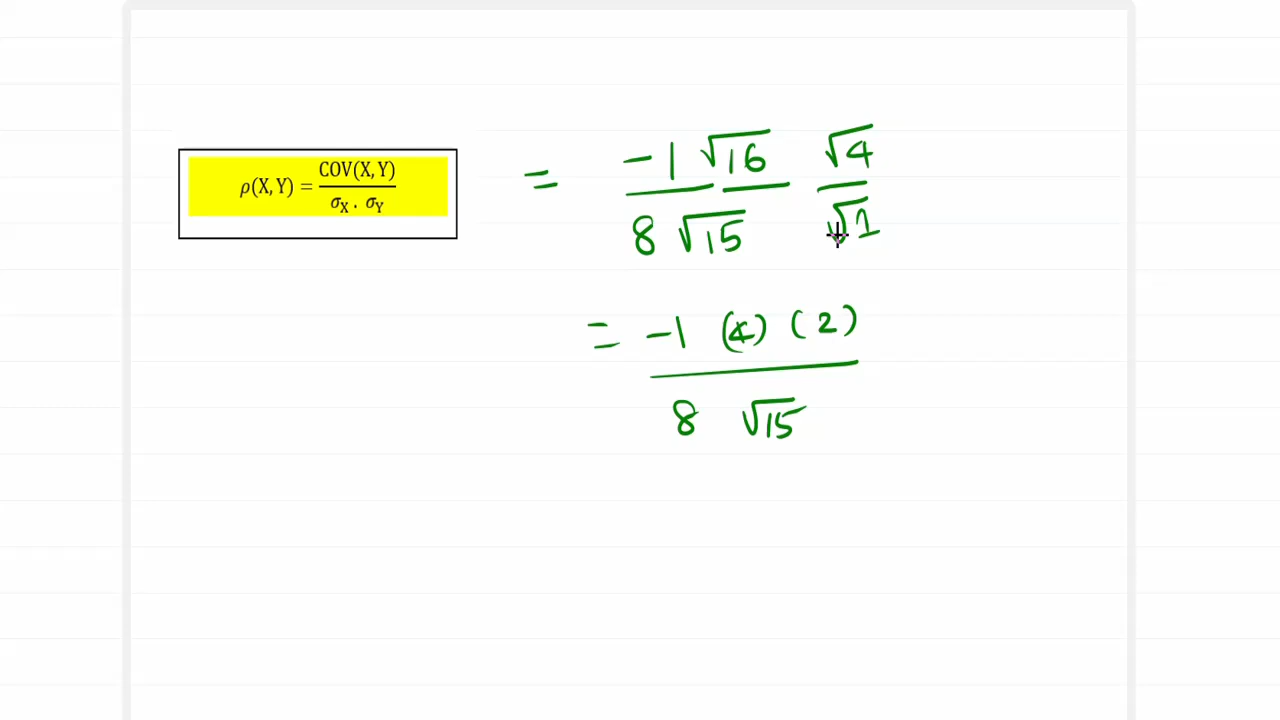 ρ(X, Y) = COV(X, Y) / σX . σY
= -1 √16 √4
8 √15 √1
= -1 (4) (2)
8 √15